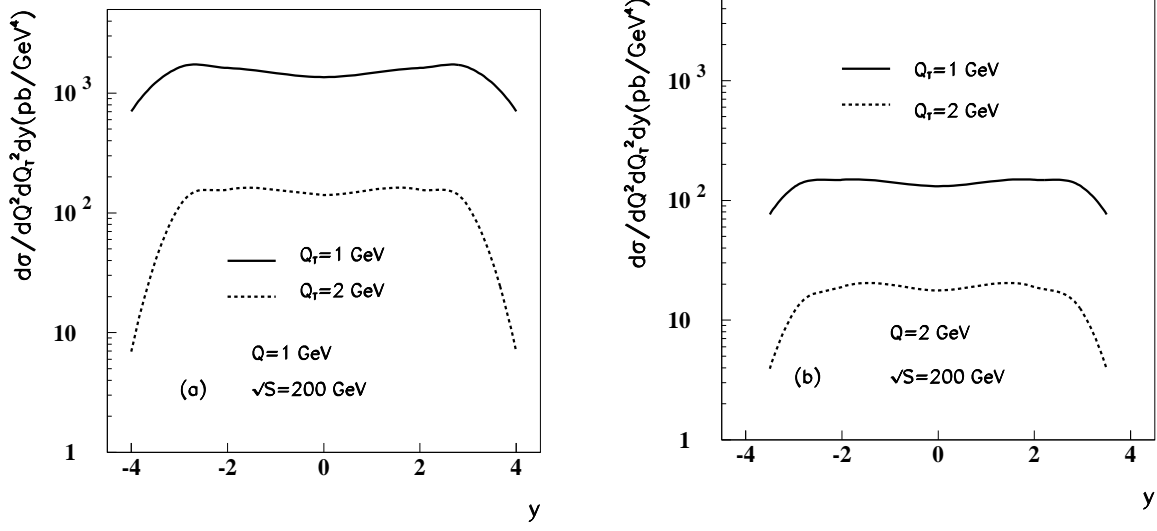 dσ/dQ²dQ_T²dy(pb/GeV⁴)
10³
10²
10
1
Q_T=1 GeV
Q_T=2 GeV
Q=1 GeV
(a) √S=200 GeV
-4 -2 0 2 4
y
dσ/dQ²dQ_T²dy(pb/GeV⁴)
10³
10²
10
1
Q_T=1 GeV
Q_T=2 GeV
Q=2 GeV
(b) √S=200 GeV
-4 -2 0 2 4
y